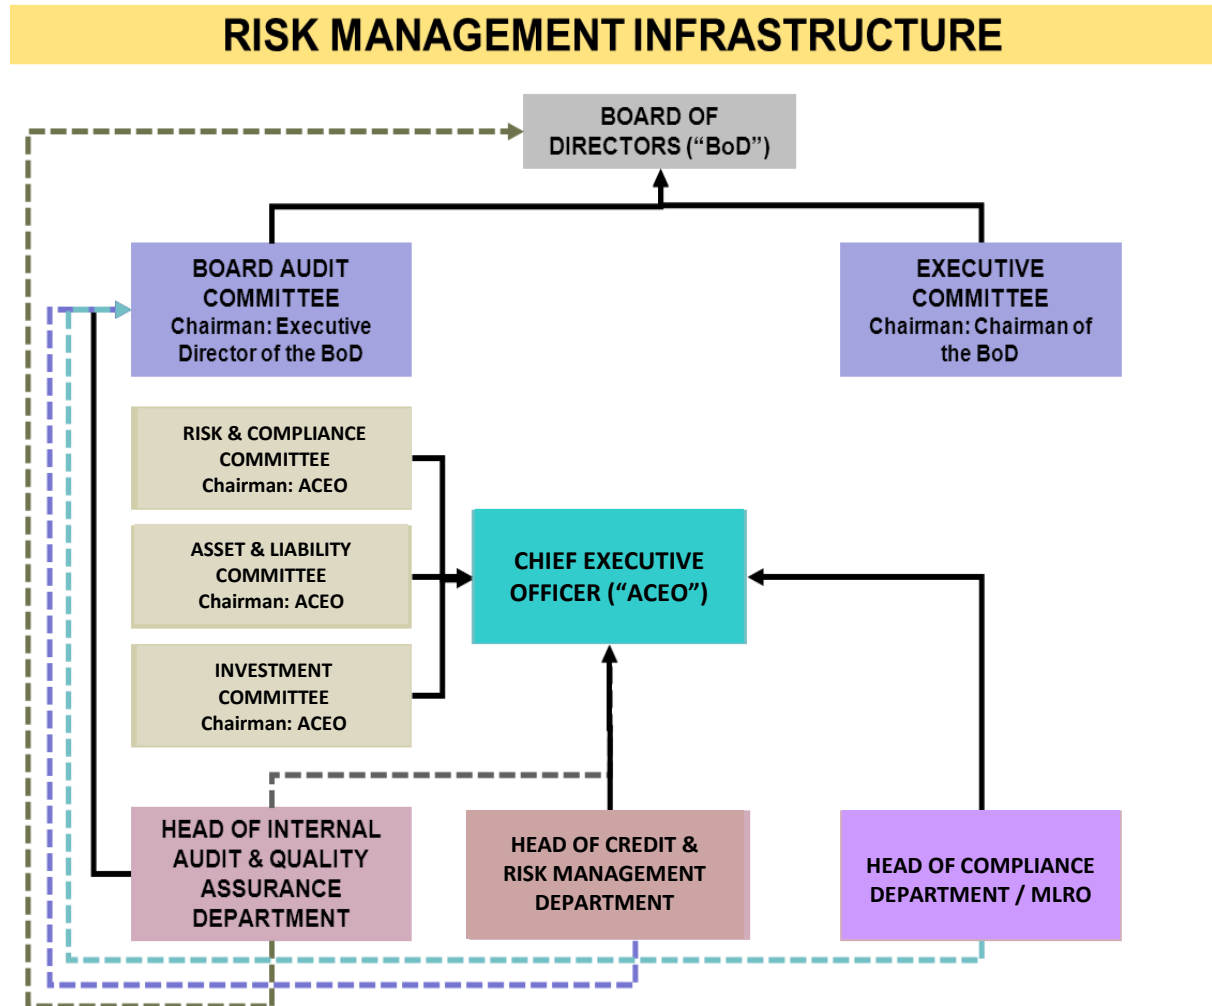 RISK MANAGEMENT INFRASTRUCTURE
BOARD OF
DIRECTORS (“BoD”)
BOARD AUDIT
COMMITTEE
Chairman: Executive
Director of the BoD
EXECUTIVE
COMMITTEE
Chairman: Chairman of
the BoD
RISK & COMPLIANCE
COMMITTEE
Chairman: ACEO
ASSET & LIABILITY
COMMITTEE
Chairman: ACEO
CHIEF EXECUTIVE
OFFICER (“ACEO”)
INVESTMENT
COMMITTEE
Chairman: ACEO
HEAD OF INTERNAL
AUDIT & QUALITY
ASSURANCE
DEPARTMENT
HEAD OF CREDIT &
RISK MANAGEMENT
DEPARTMENT
HEAD OF COMPLIANCE
DEPARTMENT / MLRO